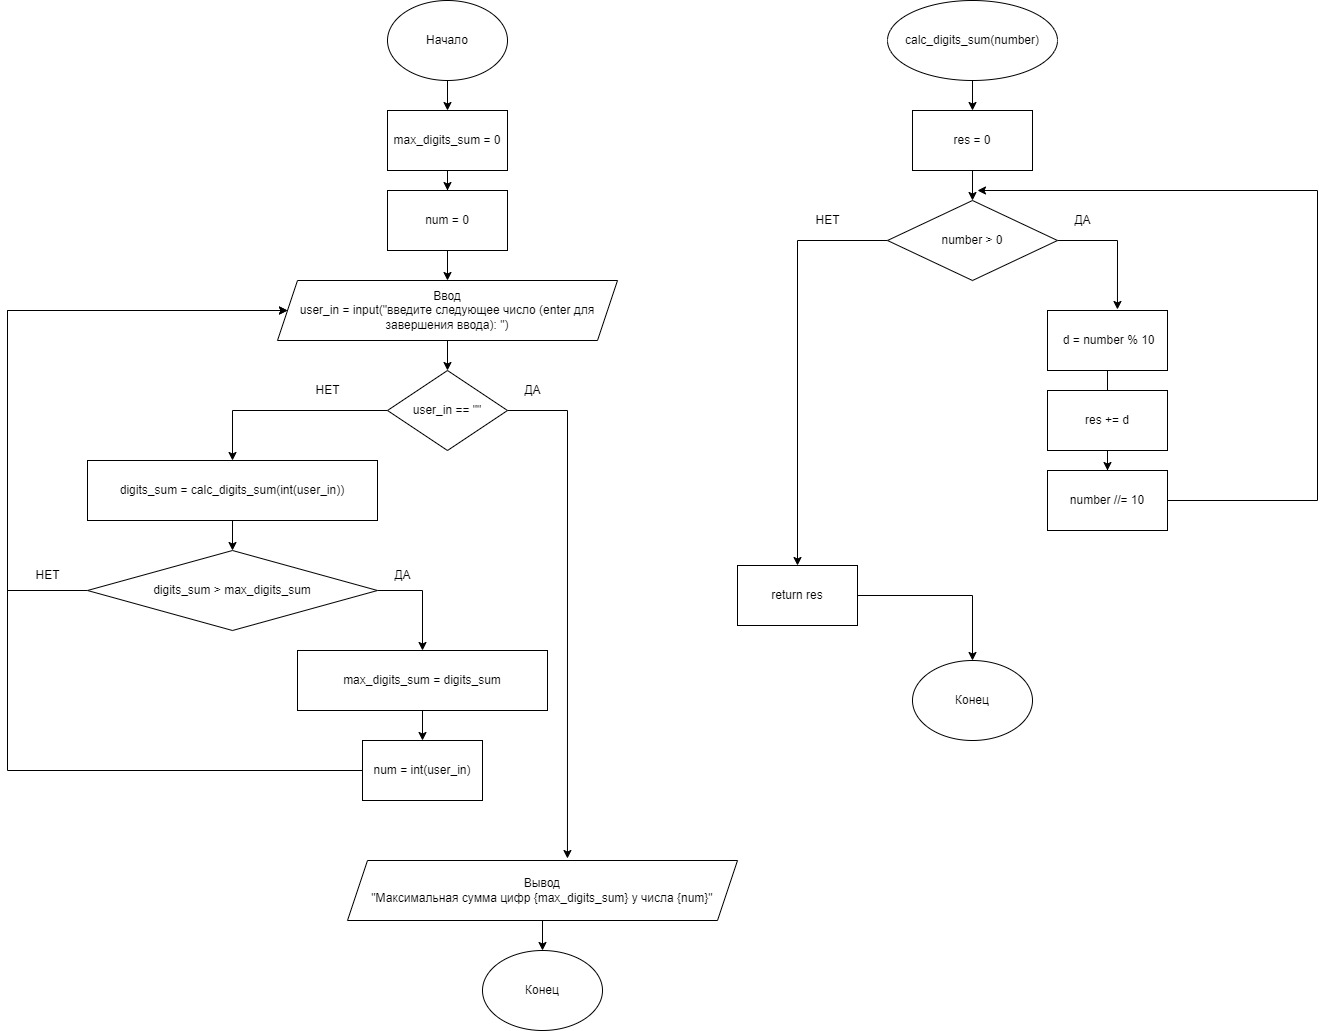 Начало
max_digits_sum = 0
num = 0
Ввод
user_in = input("введите следующее число (enter для
завершения ввода): ")
НЕТ
ДА
user_in == ""
digits_sum = calc_digits_sum(int(user_in))
НЕТ
ДА
digits_sum > max_digits_sum
max_digits_sum = digits_sum
num = int(user_in)
Вывод
"Максимальная сумма цифр {max_digits_sum} у числа {num}"
Конец
calc_digits_sum(number)
res = 0
НЕТ
ДА
number > 0
d = number % 10
res += d
number //= 10
return res
Конец